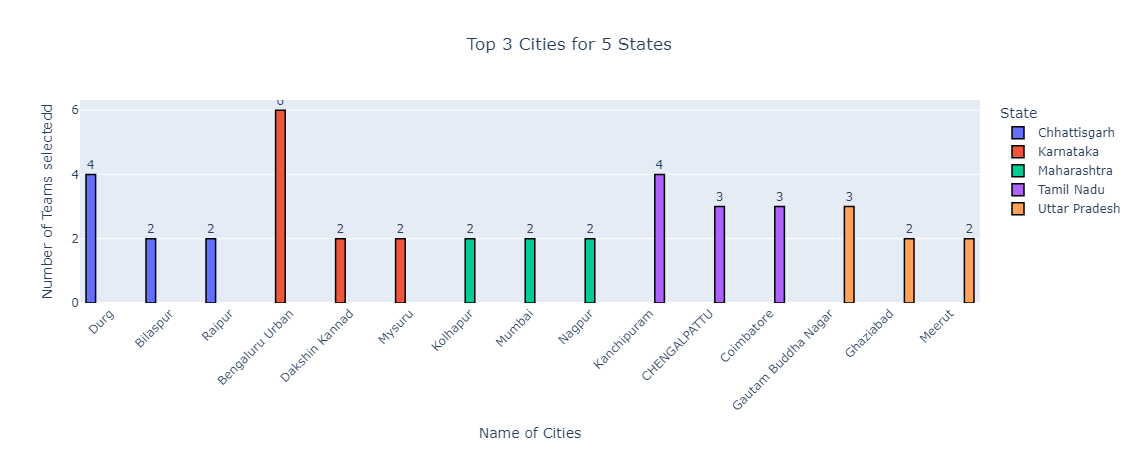 Top 3 Cities for 5 States
Number of Teams selectedd
6
4
2
0
4
2
2
6
2
2
2
2
2
4
3
3
3
2
2
Durg
Bilaspur
Raipur
Bengaluru Urban
Dakshin Kannad
Mysuru
Kolhapur
Mumbai
Nagpur
Kanchipuram
CHENGALPATTU
Coimbatore
Gautam Buddha Nagar
Ghaziabad
Meerut
Name of Cities
State
Chhattisgarh
Karnataka
Maharashtra
Tamil Nadu
Uttar Pradesh